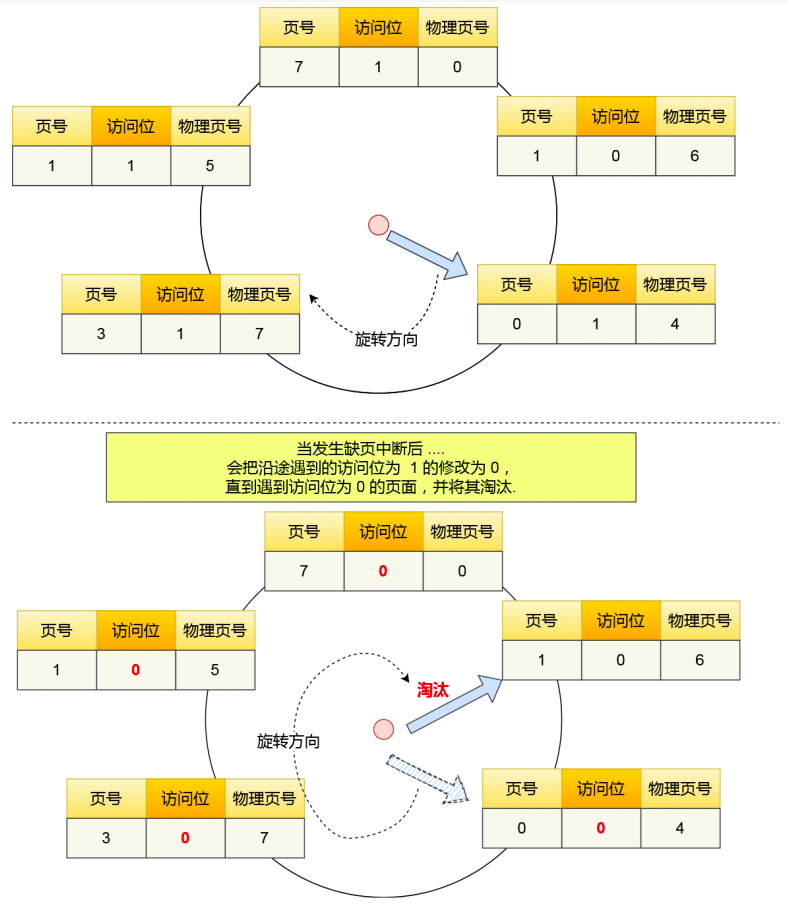 页号 访问位 物理页号
7 1 0
页号 访问位 物理页号
1 1 5
页号 访问位 物理页号
1 0 6
页号 访问位 物理页号
3 1 7
页号 访问位 物理页号
0 1 4
旋转方向
当发生缺页中断后 ....
会把沿途遇到的访问位为 1 的修改为 0，
直到遇到访问位为 0 的页面，并将其淘汰.
页号 访问位 物理页号
7 0 0
页号 访问位 物理页号
1 0 5
页号 访问位 物理页号
1 0 6
淘汰
旋转方向
页号 访问位 物理页号
3 0 7
页号 访问位 物理页号
0 0 4